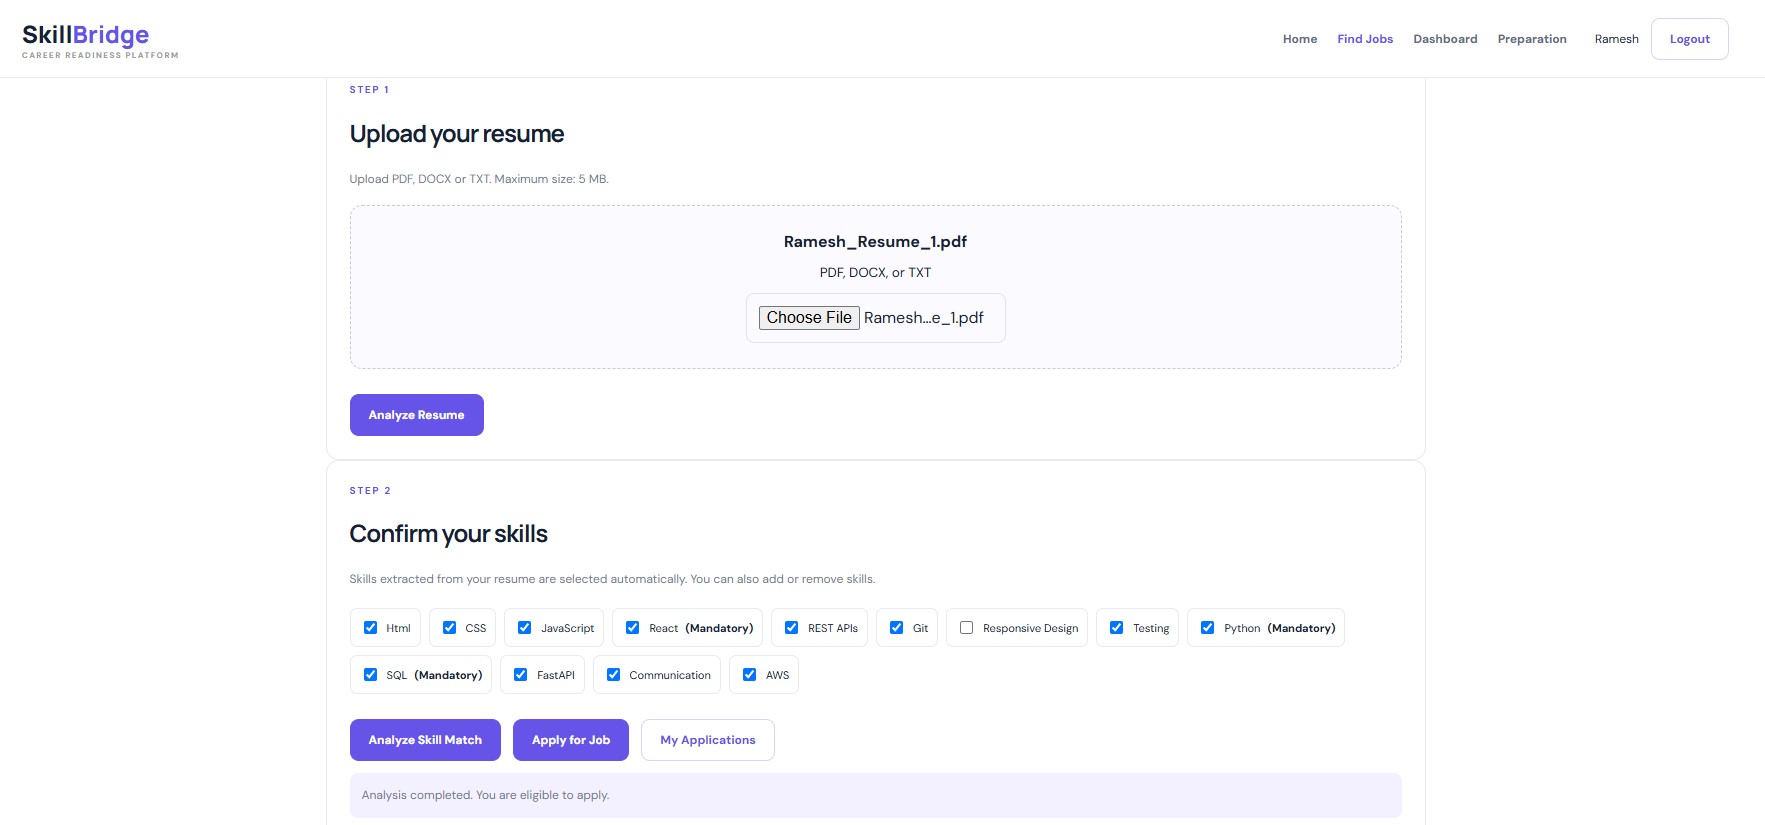 SkillBridge
CAREER READINESS PLATFORM
Home Find Jobs Dashboard Preparation Ramesh Logout
STEP 1
Upload your resume
Upload PDF, DOCX or TXT. Maximum size: 5 MB.
Ramesh_Resume_1.pdf
PDF, DOCX, or TXT
Choose File Ramesh...e_1.pdf
Analyze Resume
STEP 2
Confirm your skills
Skills extracted from your resume are selected automatically. You can also add or remove skills.
Html CSS JavaScript React (Mandatory) REST APIs Git Responsive Design Testing Python (Mandatory)
SQL (Mandatory) FastAPI Communication AWS
Analyze Skill Match Apply for Job My Applications
Analysis completed. You are eligible to apply.